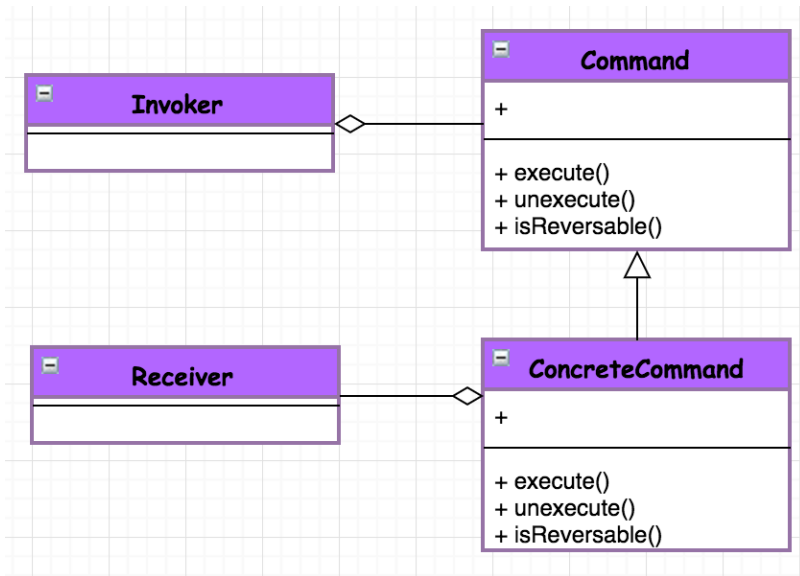 Invoker
Command
+
+ execute()
+ unexecute()
+ isReversable()
Receiver
ConcreteCommand
+
+ execute()
+ unexecute()
+ isReversable()